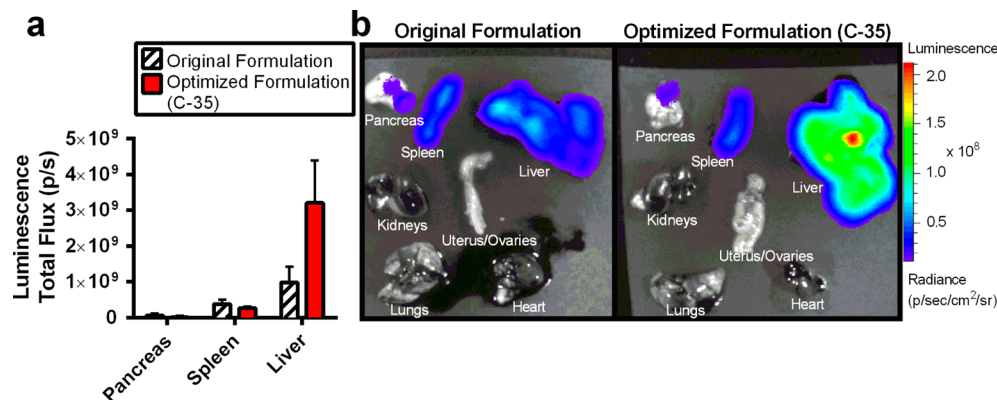 a
Original Formulation
Optimized Formulation
(C-35)
Luminescence
Total Flux (p/s)
5×10⁹
4×10⁹
3×10⁹
2×10⁹
1×10⁹
0
Pancreas
Spleen
Liver
b
Original Formulation
Optimized Formulation (C-35)
Pancreas
Spleen
Liver
Kidneys
Uterus/Ovaries
Lungs
Heart
Pancreas
Spleen
Liver
Kidneys
Uterus/Ovaries
Lungs
Heart
Luminescence
2.0
1.5
x 10⁸
1.0
0.5
Radiance
(p/sec/cm²/sr)